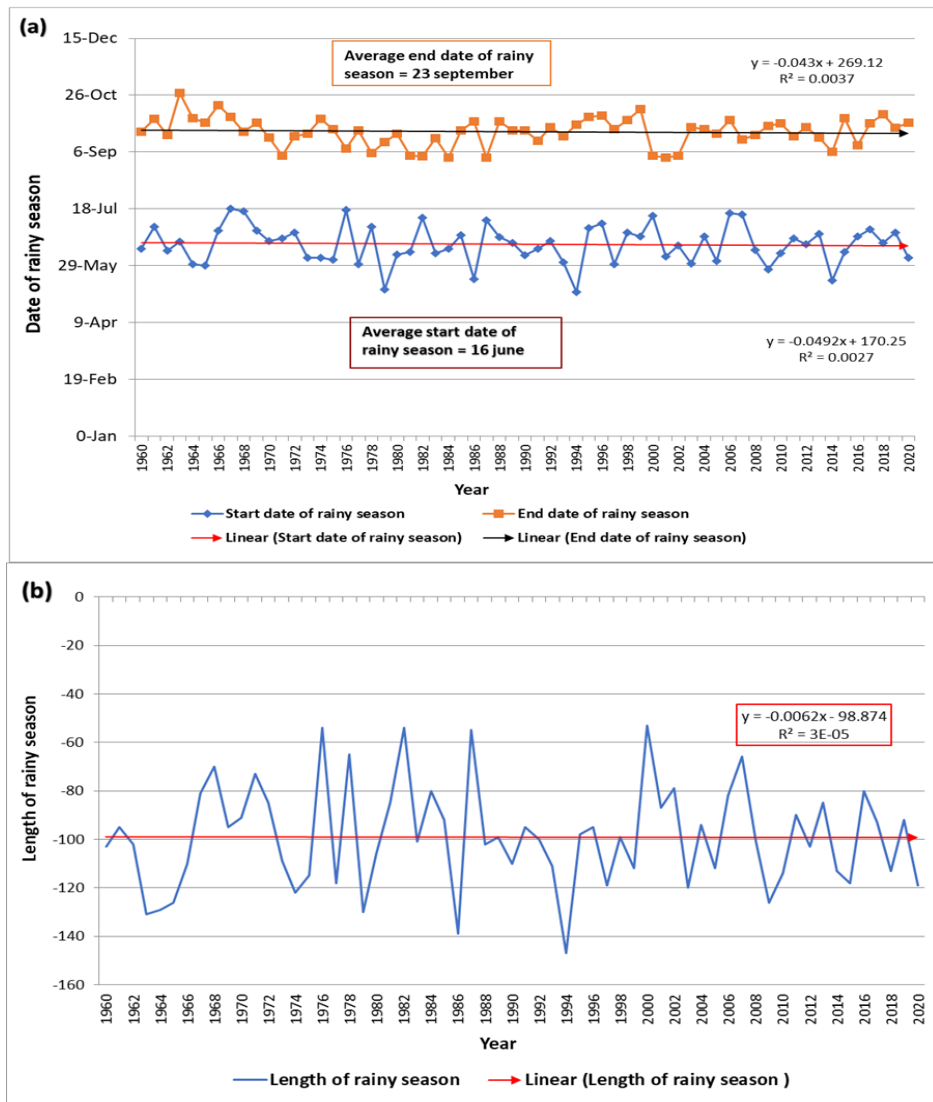 (a)
15-Dec
26-Oct
6-Sep
18-Jul
29-May
9-Apr
19-Feb
0-Jan
Date of rainy season
Average end date of rainy
season = 23 september
y = -0.043x + 269.12
R² = 0.0037
Average start date of
rainy season = 16 june
y = -0.0492x + 170.25
R² = 0.0027
1960 1962 1964 1966 1968 1970 1972 1974 1976 1978 1980 1982 1984 1986 1988 1990 1992 1994 1996 1998 2000 2002 2004 2006 2008 2010 2012 2014 2016 2018 2020
Year
Start date of rainy season End date of rainy season
Linear (Start date of rainy season) Linear (End date of rainy season)
(b)
0
-20
-40
-60
-80
-100
-120
-140
-160
Length of rainy season
y = -0.0062x - 98.874
R² = 3E-05
1960 1962 1964 1966 1968 1970 1972 1974 1976 1978 1980 1982 1984 1986 1988 1990 1992 1994 1996 1998 2000 2002 2004 2006 2008 2010 2012 2014 2016 2018 2020
Year
Length of rainy season Linear (Length of rainy season )